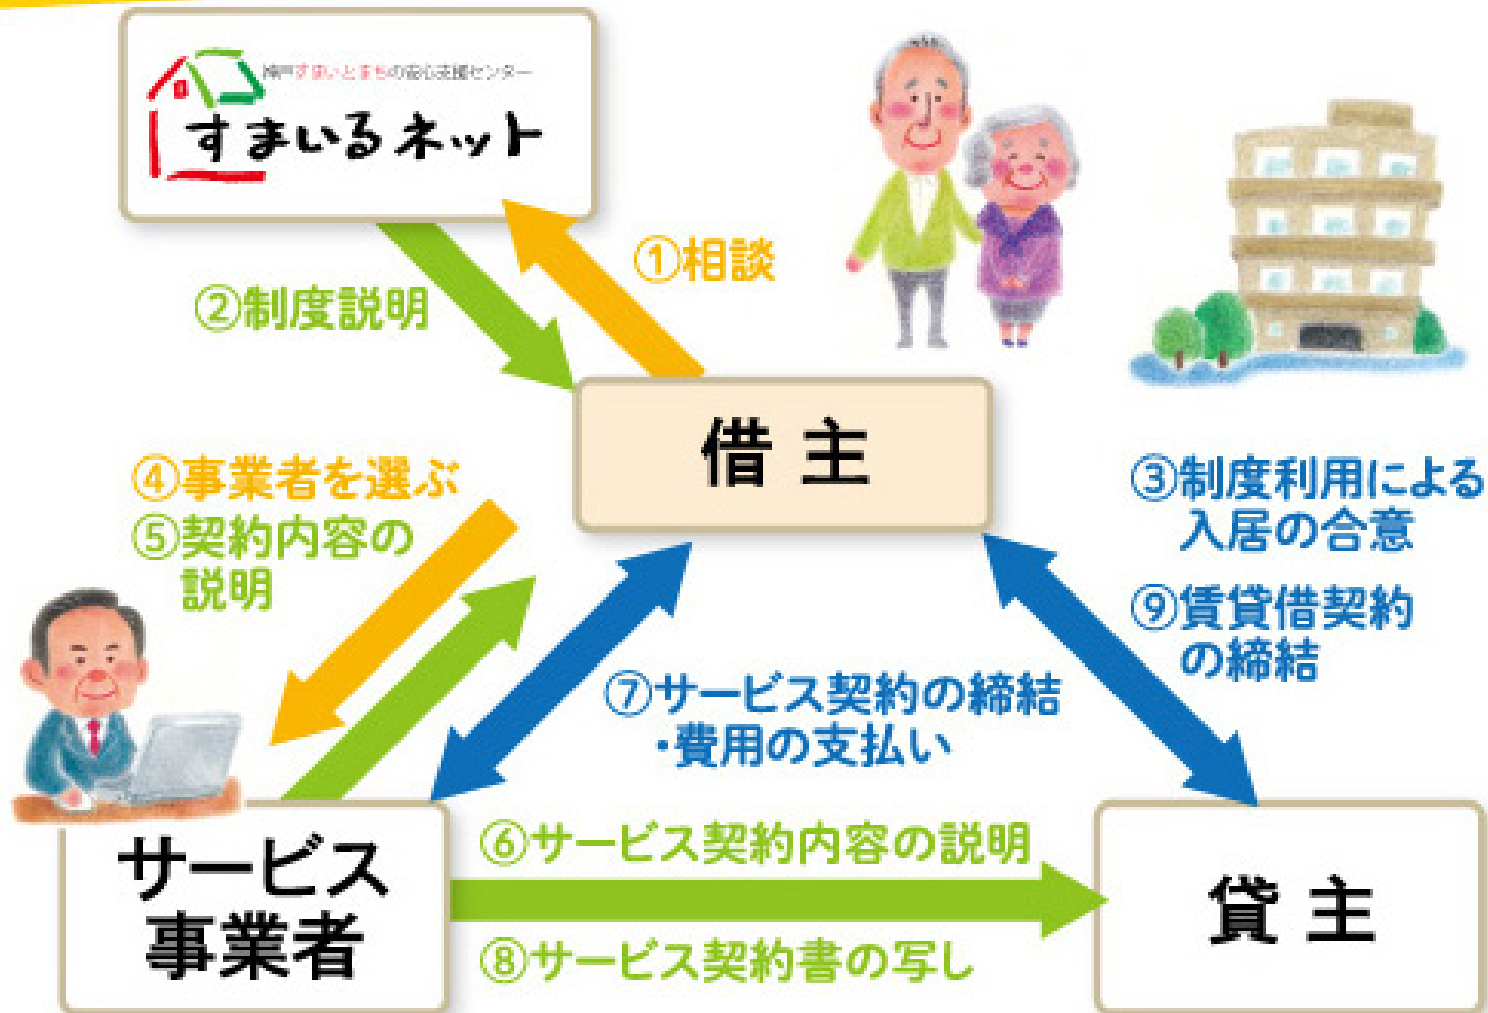 神戸すまいとまちの安心支援センター
すまいるネット
①相談
②制度説明
借主
④事業者を選ぶ
⑤契約内容の
説明
③制度利用による
入居の合意
⑨賃貸借契約
の締結
⑦サービス契約の締結
・費用の支払い
サービス
事業者
⑥サービス契約内容の説明
⑧サービス契約書の写し
貸主